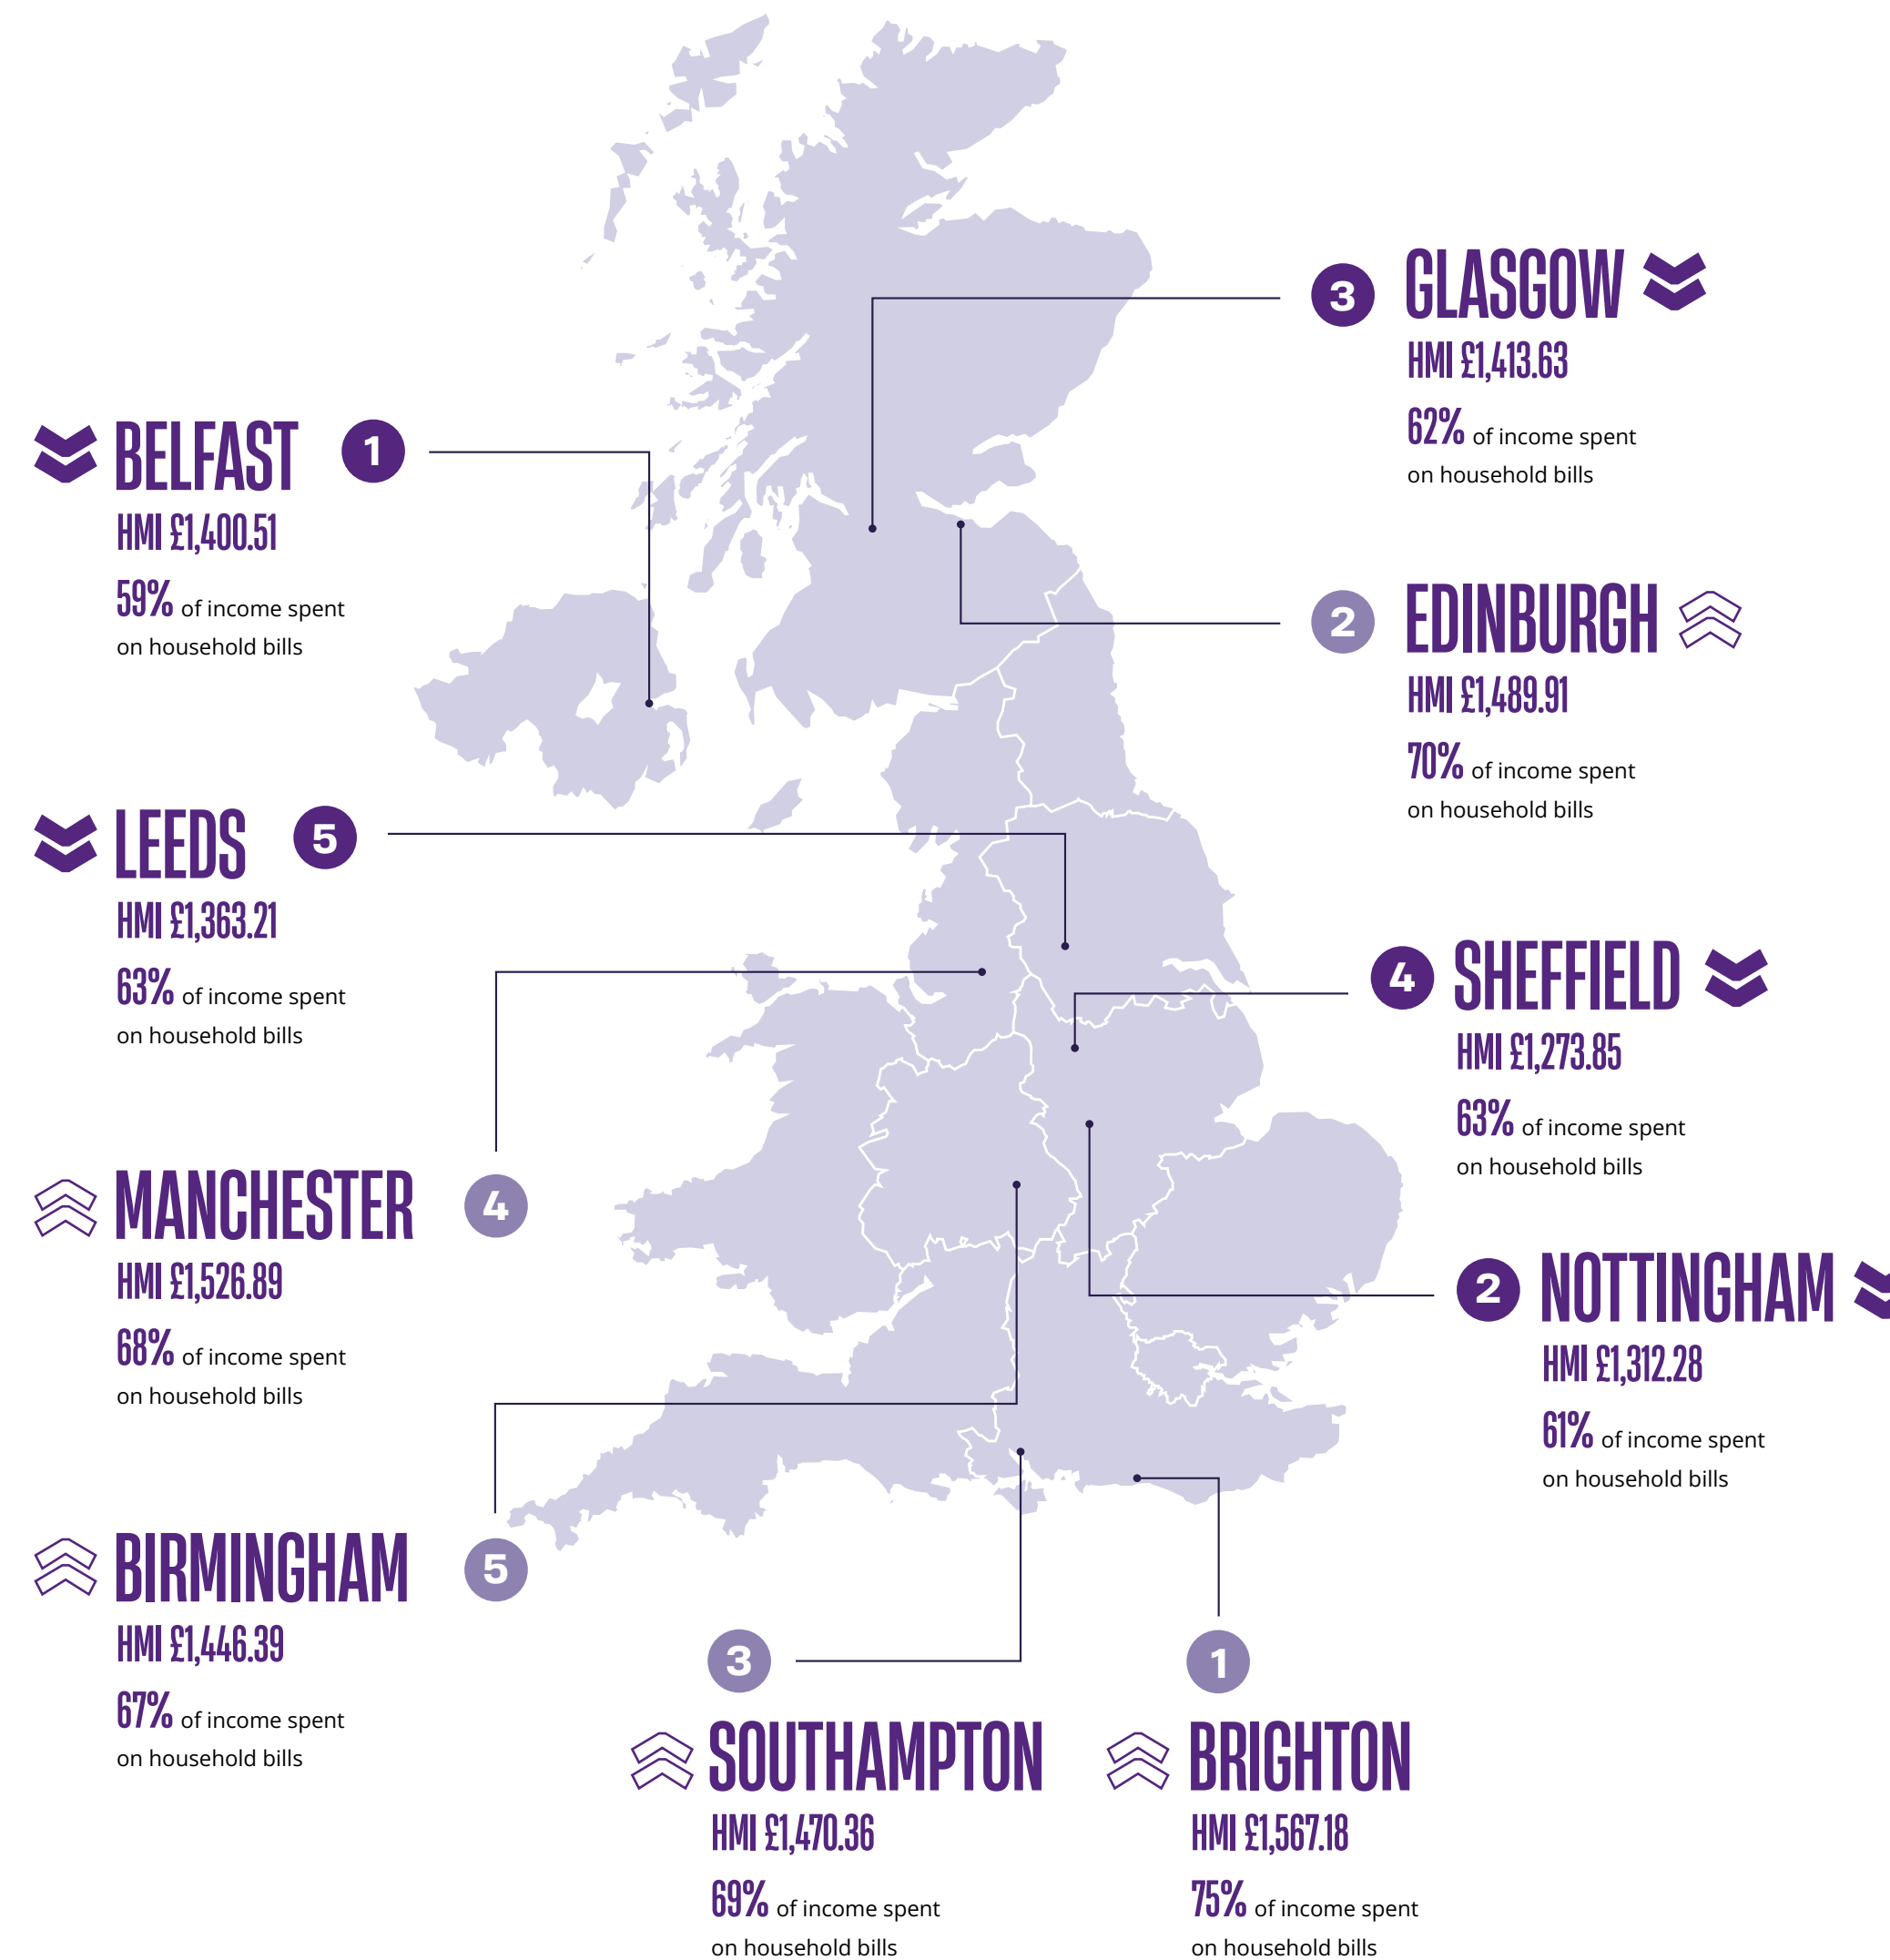 3
GLASGOW
HMI £1,413.63
62% of income spent
on household bills
BELFAST
1
HMI £1,400.51
59% of income spent
on household bills
2
EDINBURGH
HMI £1,489.91
70% of income spent
on household bills
LEEDS
5
HMI £1,363.21
63% of income spent
on household bills
4
SHEFFIELD
HMI £1,273.85
63% of income spent
on household bills
MANCHESTER
4
HMI £1,526.89
68% of income spent
on household bills
2
NOTTINGHAM
HMI £1,312.28
61% of income spent
on household bills
BIRMINGHAM
5
HMI £1,446.39
67% of income spent
on household bills
3
SOUTHAMPTON
HMI £1,470.36
69% of income spent
on household bills
1
BRIGHTON
HMI £1,567.18
75% of income spent
on household bills